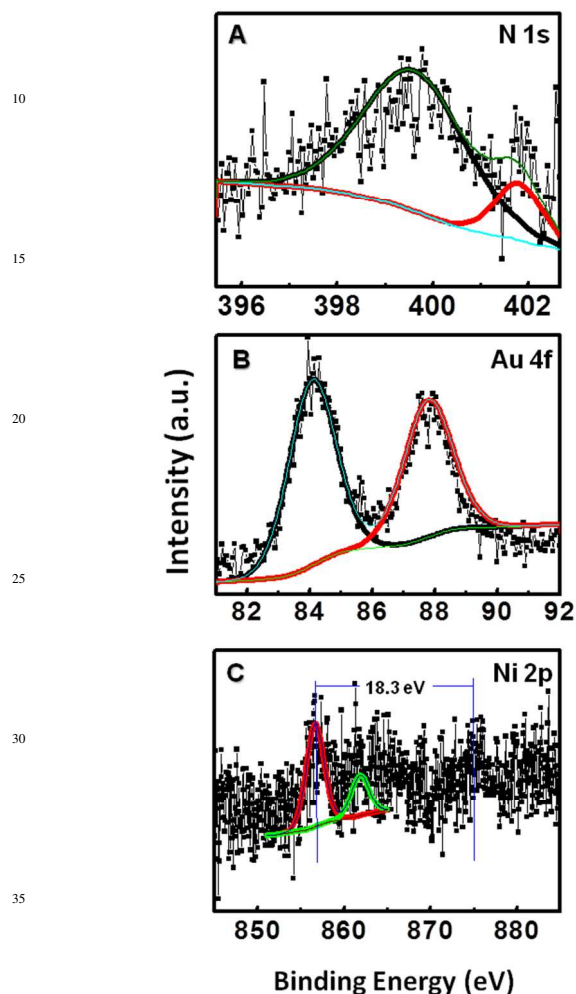 A N 1s
10
15
396 398 400 402
B Au 4f
20
25
82 84 86 88 90 92
Intensity (a.u.)
C Ni 2p
18.3 eV
30
35
850 860 870 880
Binding Energy (eV)